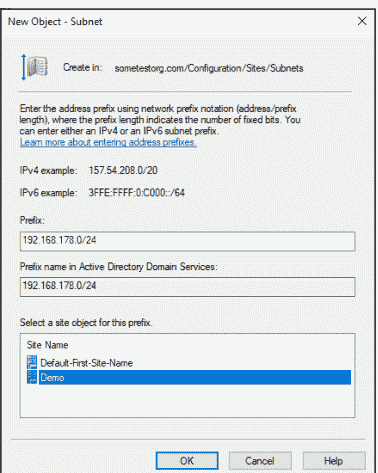 New Object - Subnet
Create in: sometestorg.com/Configuration/Sites/Subnets
Enter the address prefix using network prefix notation (address/prefix
length), where the prefix length indicates the number of fixed bits. You
can enter either an IPv4 or an IPv6 subnet prefix.
Learn more about entering address prefixes.
IPv4 example: 157.54.208.0/20
IPv6 example: 3FFE:FFFF:0:C000::/64
Prefix:
192.168.178.0/24
Prefix name in Active Directory Domain Services:
192.168.178.0/24
Select a site object for this prefix.
Site Name
Default-First-Site-Name
Demo
OK Cancel Help